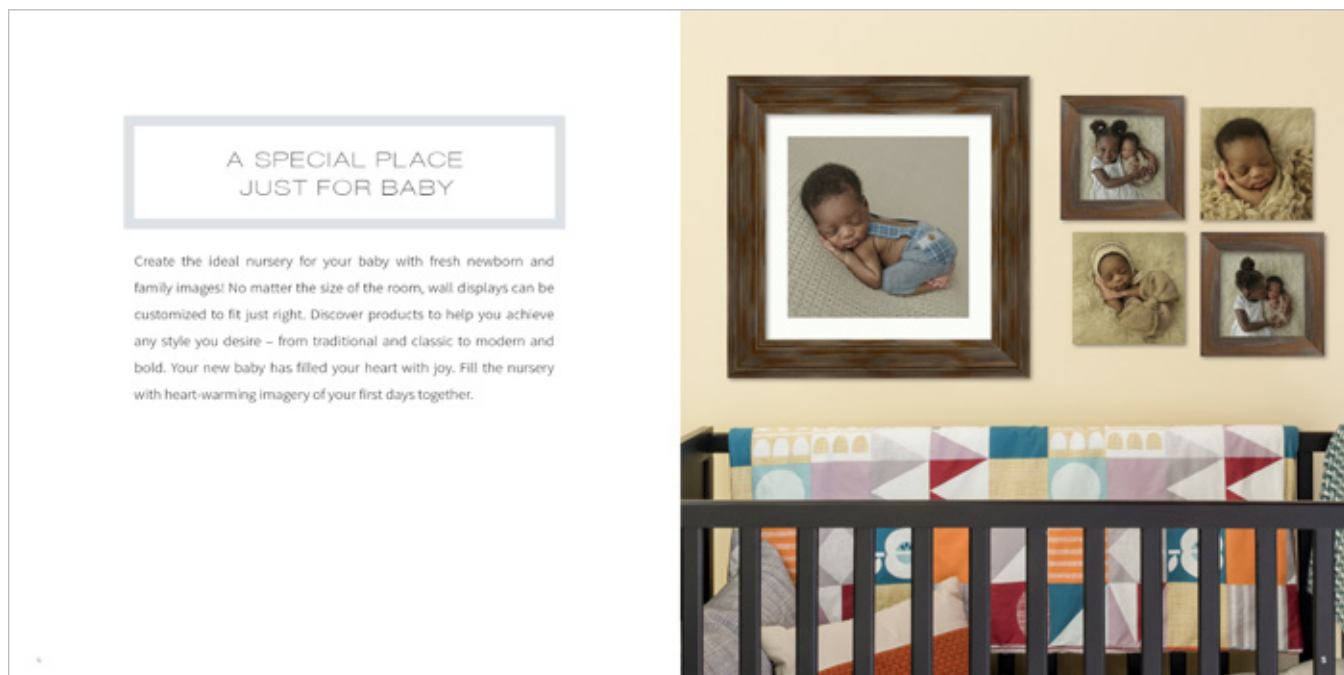 A SPECIAL PLACE
JUST FOR BABY
Create the ideal nursery for your baby with fresh newborn and
family images! No matter the size of the room, wall displays can be
customized to fit just right. Discover products to help you achieve
any style you desire – from traditional and classic to modern and
bold. Your new baby has filled your heart with joy. Fill the nursery
with heart-warming imagery of your first days together.
5